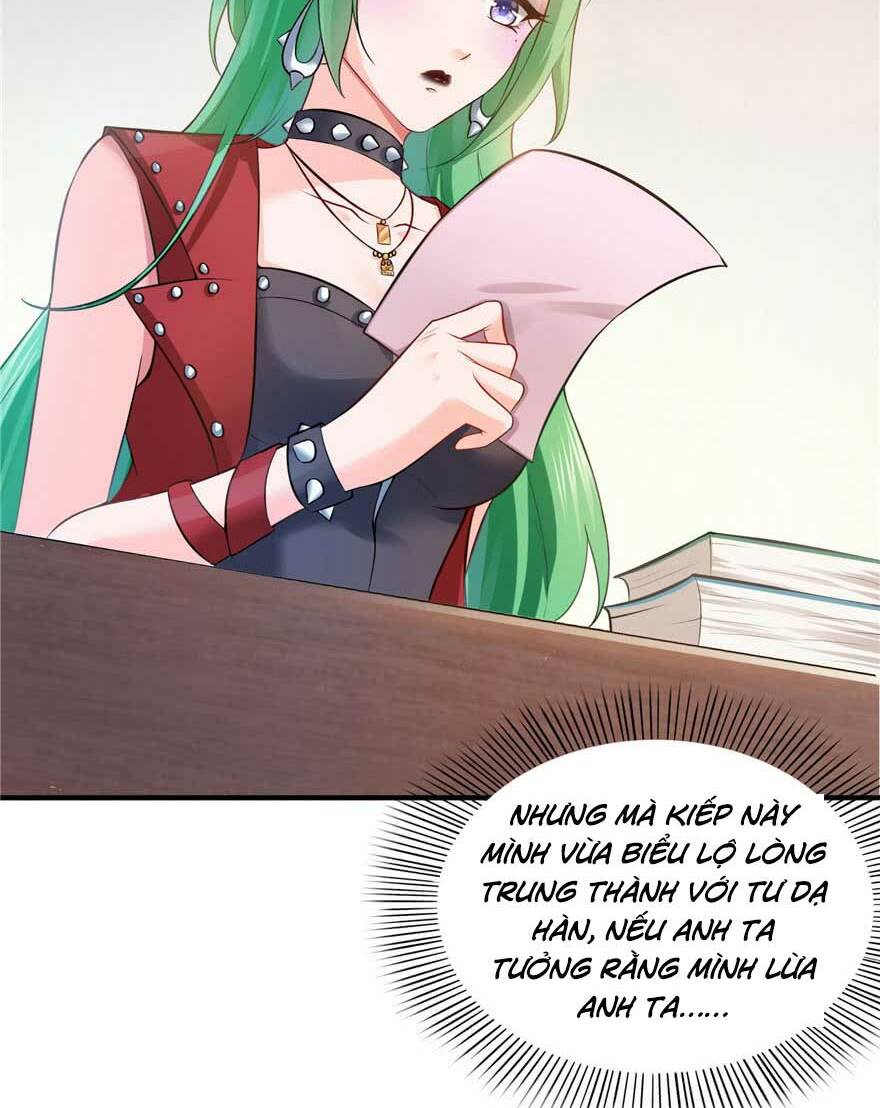 NHƯNG MÀ KIẾP NÀY
MÌNH VỪA BIỂU LỘ LÒNG
TRUNG THÀNH VỚI TƯ DẠ
HÀN, NẾU ANH TA
TƯỞNG RẰNG MÌNH LỪA
ANH TA......